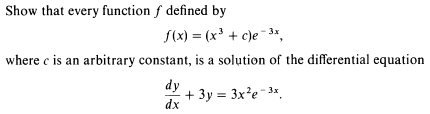 Show that every function f defined by
f(x) = (x³ + c)e⁻³ˣ,
where c is an arbitrary constant, is a solution of the differential equation
dy/dx + 3y = 3x²e⁻³ˣ.